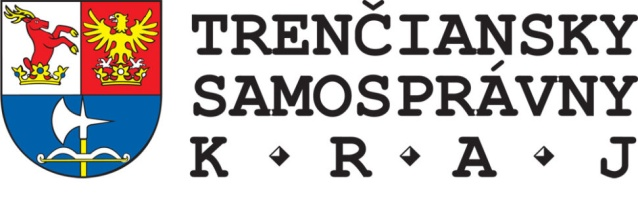 TRENČIANSKY
SAMOSPRÁVNY
K ⬥ R ⬥ A ⬥ J